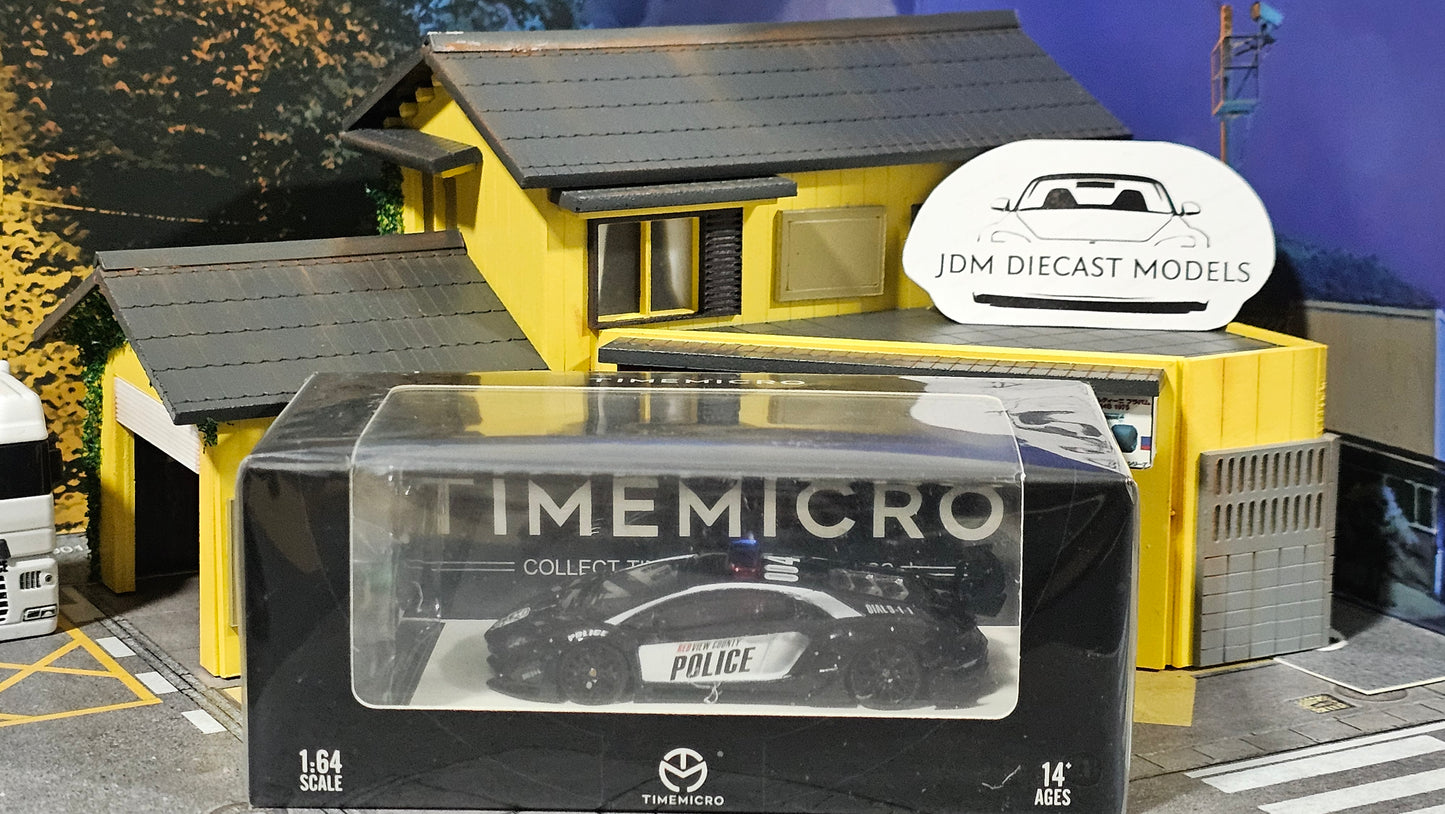 JDM DIECAST MODELS
TIMEMICRO
TIMEMICRO
COLLECT
004
DIAL 9-1-1
POLICE
REDVIEW COUNTY
POLICE
1:64
SCALE
TIMEMICRO
14+
AGES